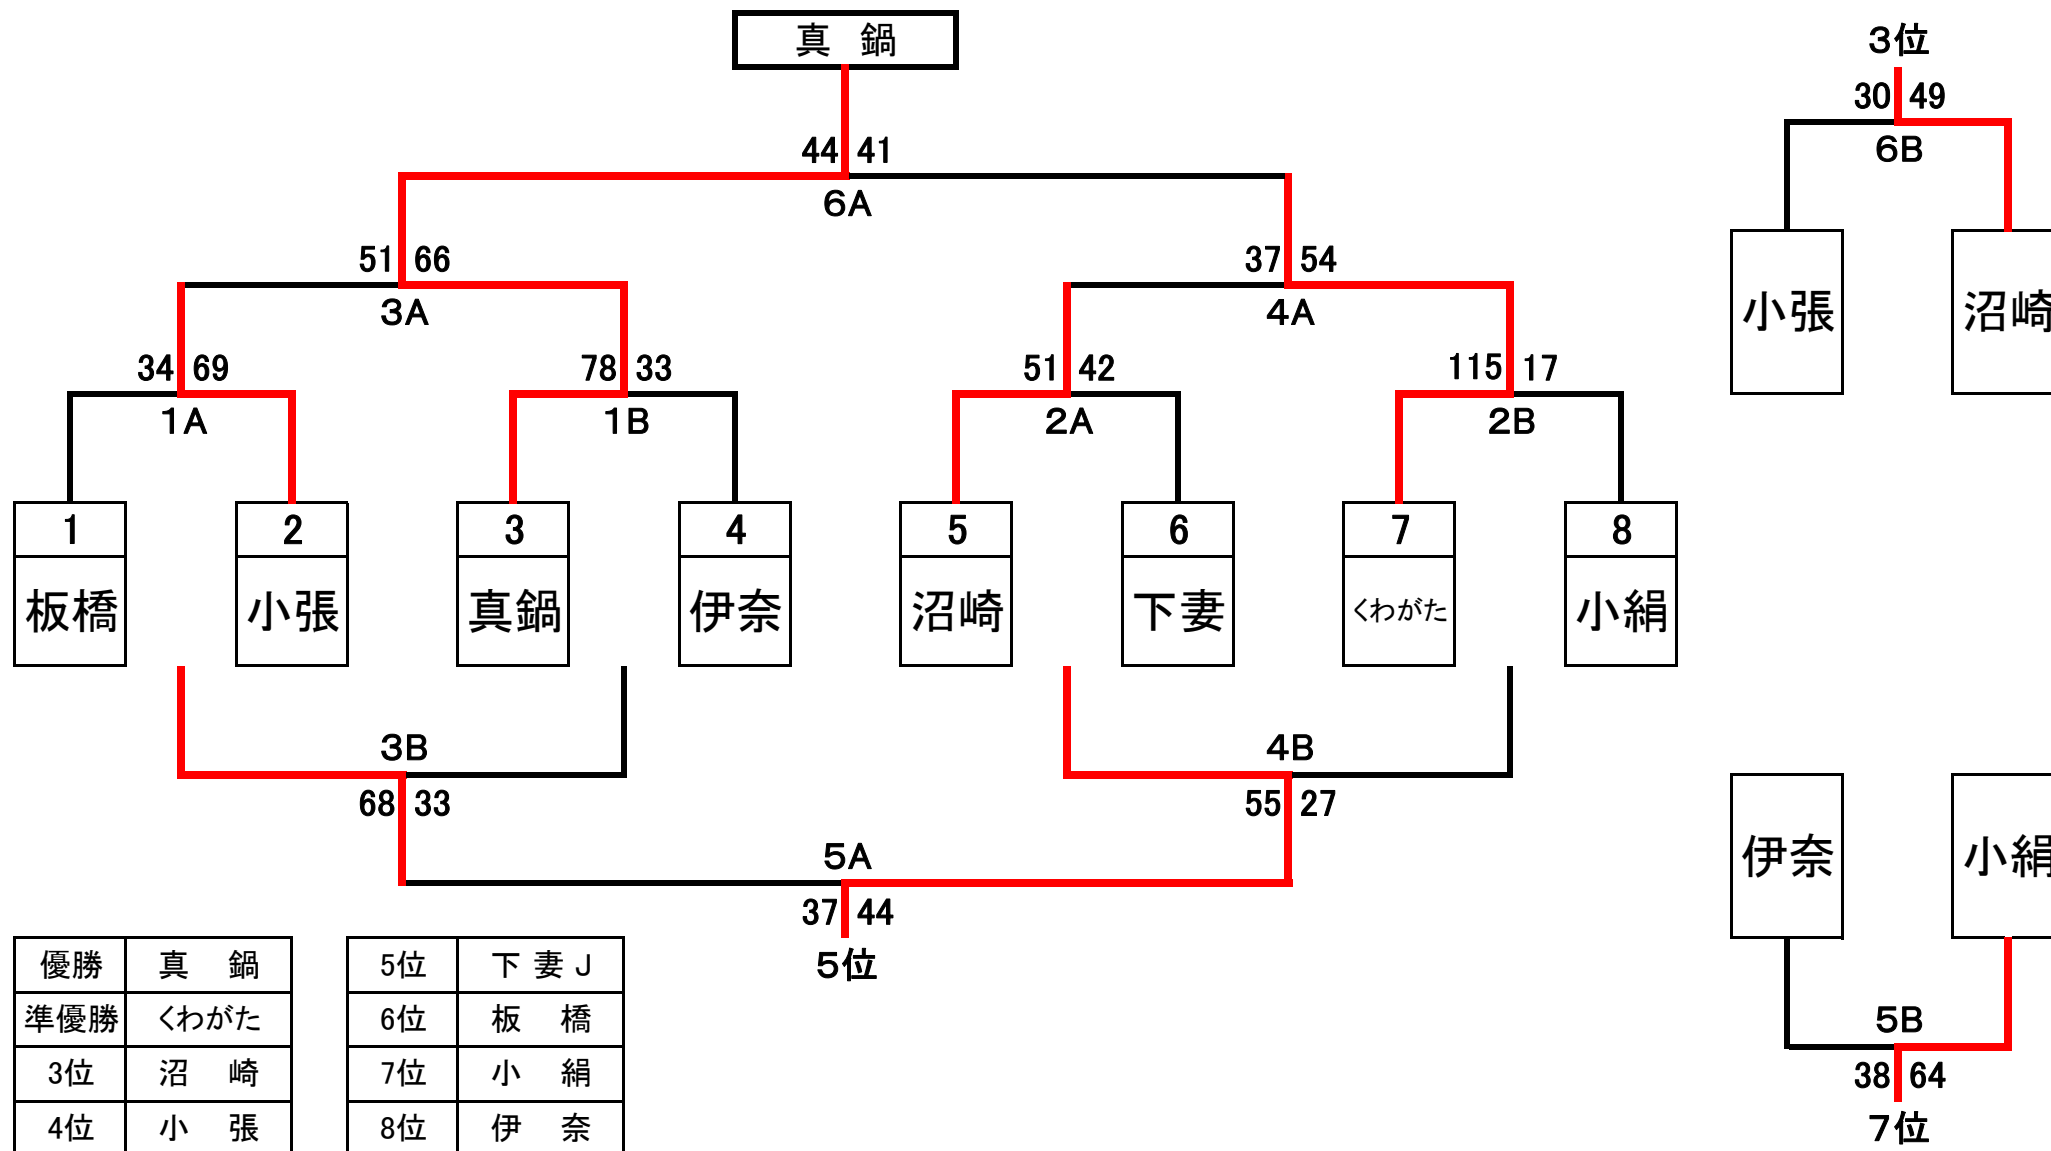 真 鍋
3位
30 49
6B
44 41
6A
51 66
37 54
3A
4A
小張
沼崎
34 69
78 33
51 42
115 17
1A
1B
2A
2B
1
2
3
4
5
6
7
8
板橋
小張
真鍋
伊奈
沼崎
下妻
くわがた
小絹
3B
4B
68 33
55 27
伊奈
小絹
5A
37 44
5位
5B
38 64
7位
優勝 真 鍋
準優勝 くわがた
3位 沼 崎
4位 小 張
5位 下 妻 J
6位 板 橋
7位 小 絹
8位 伊 奈